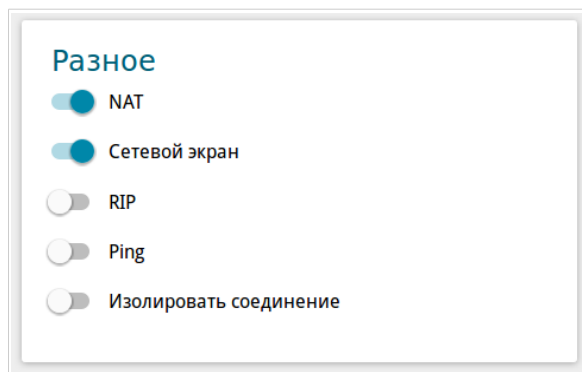 Разное
NAT
Сетевой экран
RIP
Ping
Изолировать соединение